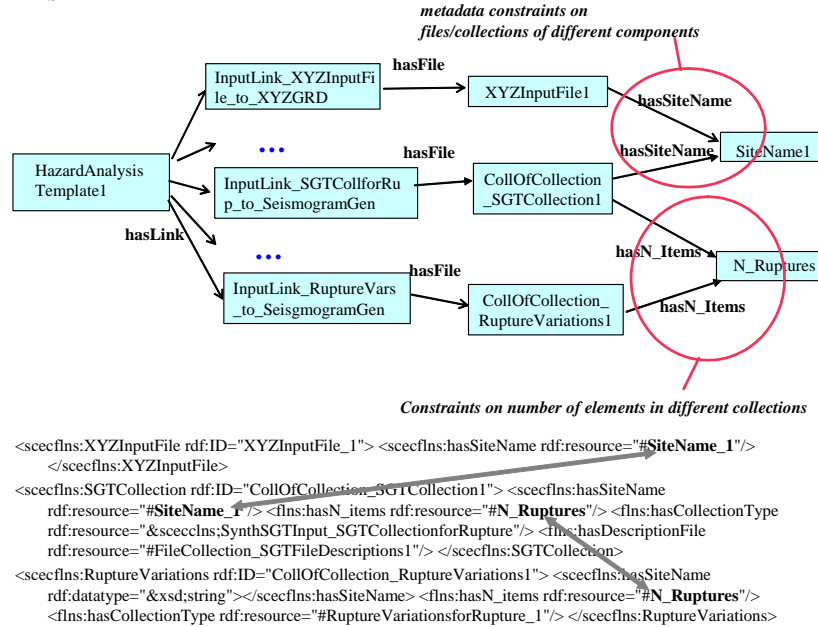 metadata constraints on
files/collections of different components
InputLink_XYZInputFi
le_to_XYZGRD
hasFile
XYZInputFile1
hasSiteName
...
hasFile
hasSiteName
SiteName1
HazardAnalysis
Template1
InputLink_SGTCollforRu
p_to_SeismogramGen
CollOfCollection
_SGTCollection1
hasLink
...
hasFile
hasN_Items
N_Ruptures
InputLink_RuptureVars
_to_SeisgmogramGen
CollOfCollection_
RuptureVariations1
hasN_Items
Constraints on number of elements in different collections
<scecflns:XYZInputFile rdf:ID="XYZInputFile_1"> <scecflns:hasSiteName rdf:resource="#SiteName_1"/>
</scecflns:XYZInputFile>
<scecflns:SGTCollection rdf:ID="CollOfCollection_SGTCollection1"> <scecflns:hasSiteName
rdf:resource="#SiteName_1"/> <flns:hasN_items rdf:resource="#N_Ruptures"/> <flns:hasCollectionType
rdf:resource="&scecclns;SynthSGTInput_SGTCollectionforRupture"/> <flns:hasDescriptionFile
rdf:resource="#FileCollection_SGTFileDescriptions1"/> </scecflns:SGTCollection>
<scecflns:RuptureVariations rdf:ID="CollOfCollection_RuptureVariations1"> <scecflns:hasSiteName
rdf:datatype="&xsd;string"></scecflns:hasSiteName> <flns:hasN_items rdf:resource="#N_Ruptures"/>
<flns:hasCollectionType rdf:resource="#RuptureVariationsforRupture_1"/> </scecflns:RuptureVariations>